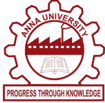 ANNA UNIVERSITY
PROGRESS THROUGH KNOWLEDGE